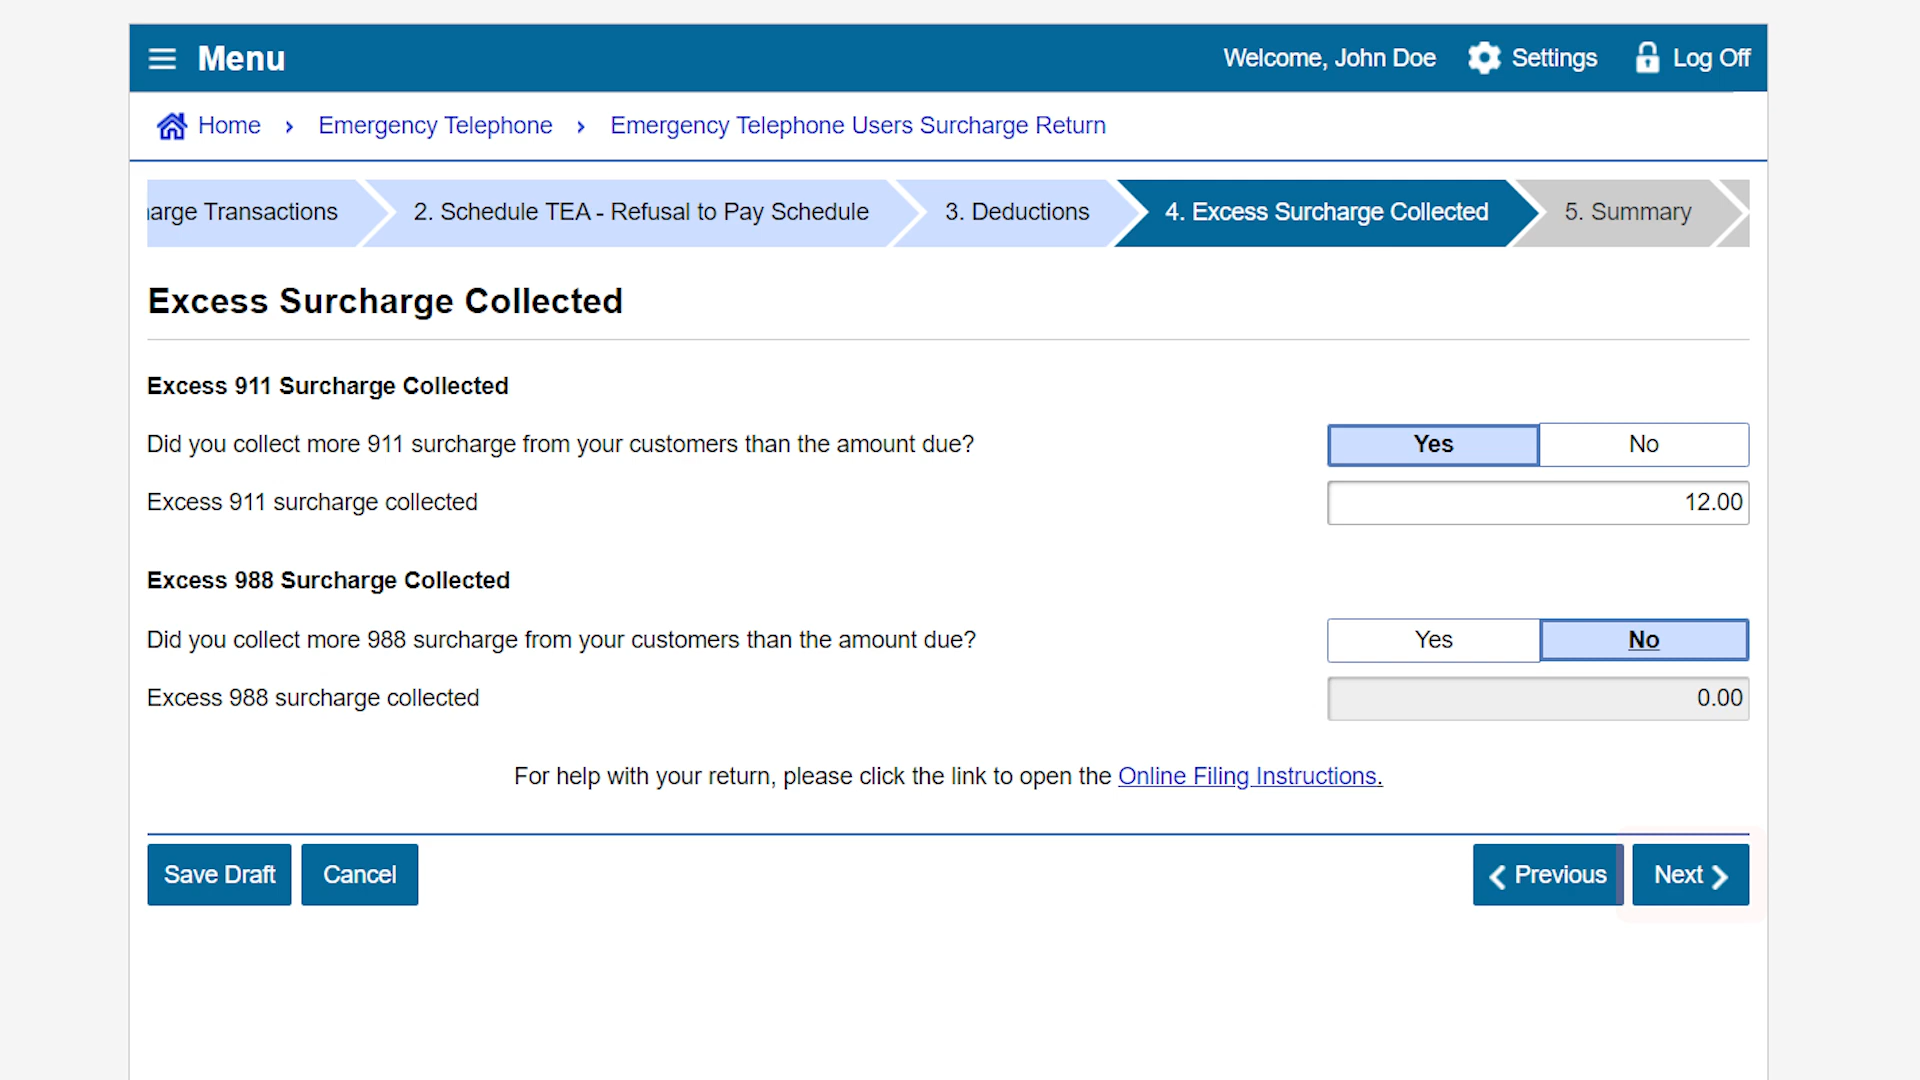 Menu
Welcome, John Doe
Settings
Log Off
Home › Emergency Telephone › Emergency Telephone Users Surcharge Return
arge Transactions
2. Schedule TEA - Refusal to Pay Schedule
3. Deductions
4. Excess Surcharge Collected
5. Summary
Excess Surcharge Collected
Excess 911 Surcharge Collected
Did you collect more 911 surcharge from your customers than the amount due?
Yes
No
Excess 911 surcharge collected
12.00
Excess 988 Surcharge Collected
Did you collect more 988 surcharge from your customers than the amount due?
Yes
No
Excess 988 surcharge collected
0.00
For help with your return, please click the link to open the Online Filing Instructions.
Save Draft
Cancel
Previous
Next